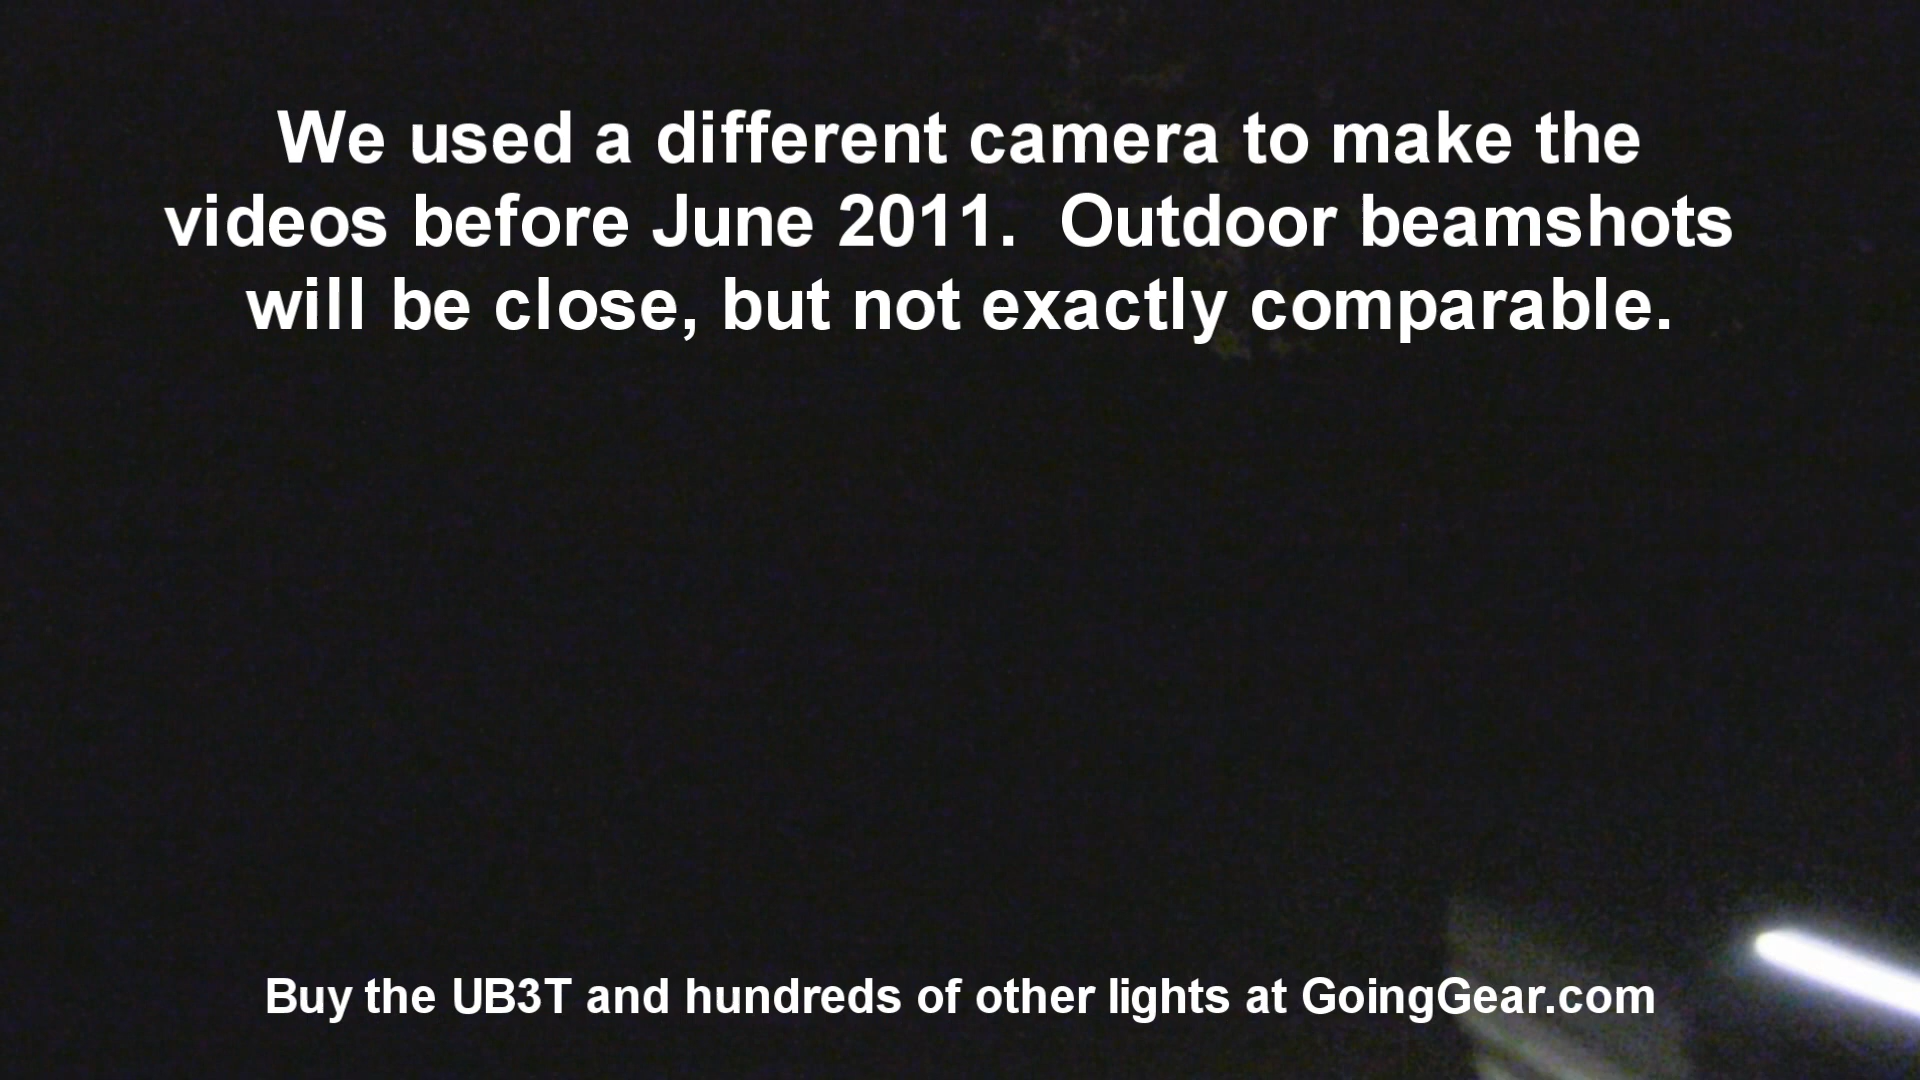 We used a different camera to make the
videos before June 2011.  Outdoor beamshots
will be close, but not exactly comparable.
Buy the UB3T and hundreds of other lights at GoingGear.com